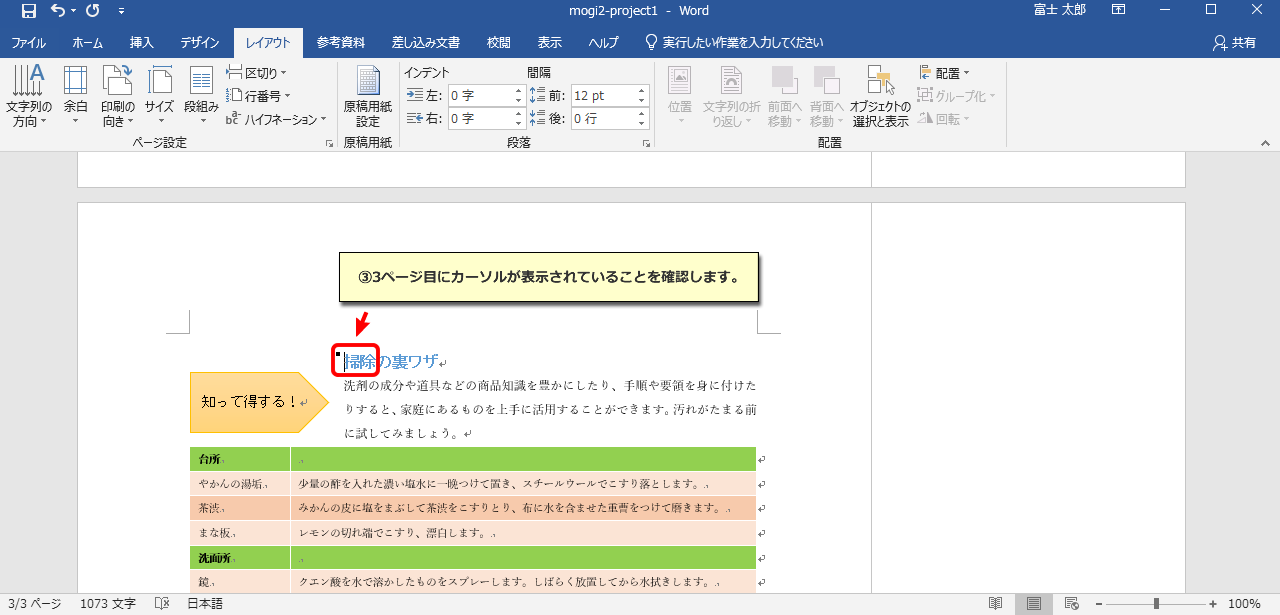 mogi2-project1 - Word
富士 太郎
ファイル ホーム 挿入 デザイン レイアウト 参考資料 差し込み文書 校閲 表示 ヘルプ 実行したい作業を入力してください 共有
文字列の方向
余白
印刷の向き
サイズ
段組み
区切り
行番号
ハイフネーション
ページ設定
原稿用紙設定
原稿用紙
インデント 間隔
左: 0 字 前: 12 pt
右: 0 字 後: 0 行
段落
位置
文字列の折り返し
前面へ移動
背面へ移動
オブジェクトの選択と表示
配置
グループ化
回転
配置
③3ページ目にカーソルが表示されていることを確認します。
掃除の裏ワザ
知って得する!
洗剤の成分や道具などの商品知識を豊かにしたり、手順や要領を身に付けた
りすると、家庭にあるものを上手に活用することができます。汚れがたまる前
に試してみましょう。
台所
やかんの湯垢 少量の酢を入れた濃い塩水に一晩つけて置き、スチールウールでこすり落とします。
茶渋 みかんの皮に塩をまぶして茶渋をこすりとり、布に水を含ませた重曹をつけて磨きます。
まな板 レモンの切れ端でこすり、漂白します。
洗面所
鏡 クエン酸を水で溶かしたものをスプレーします。しばらく放置してから水拭きします。
3/3 ページ 1073 文字 日本語 100%